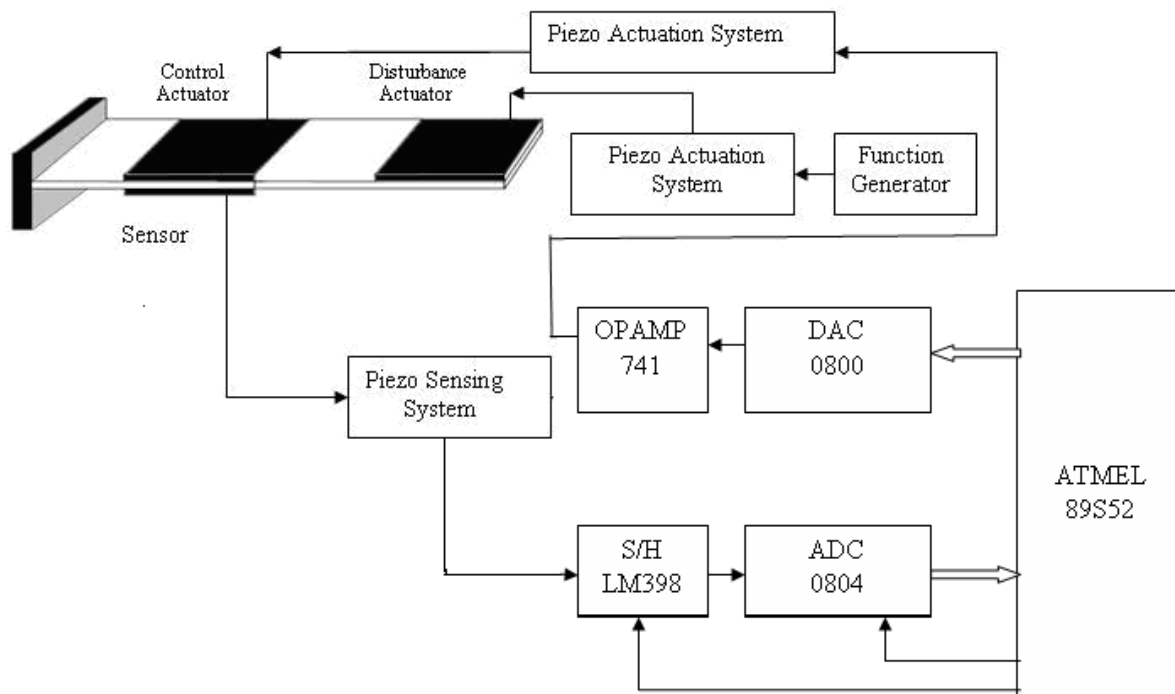 Piezo Actuation System
Control
Actuator
Disturbance
Actuator
Piezo Actuation
System
Function
Generator
Sensor
OPAMP
741
DAC
0800
Piezo Sensing
System
ATMEL
89S52
S/H
LM398
ADC
0804